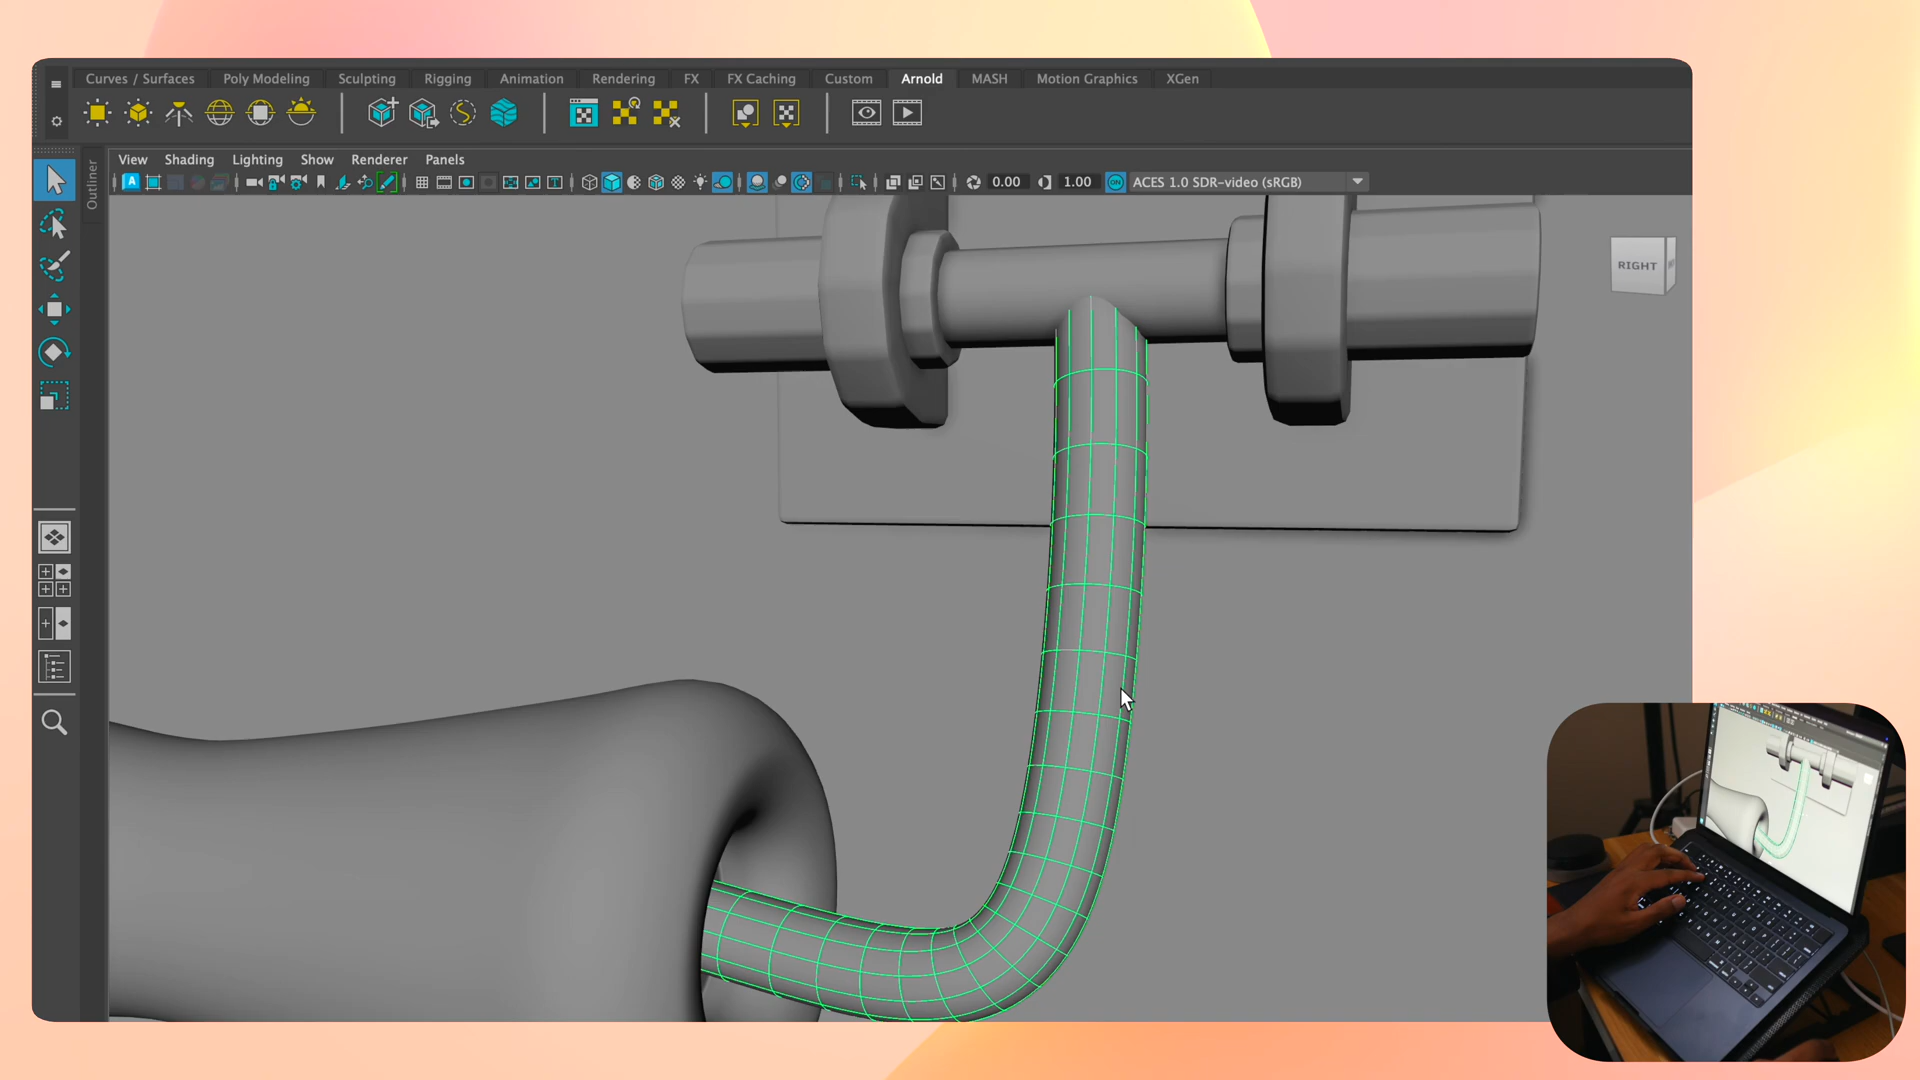 Curves / Surfaces Poly Modeling Sculpting Rigging Animation Rendering FX FX Caching Custom Arnold MASH Motion Graphics XGen
View Shading Lighting Show Renderer Panels
0.00 1.00 ON ACES 1.0 SDR-video (sRGB)
Outliner
RIGHT